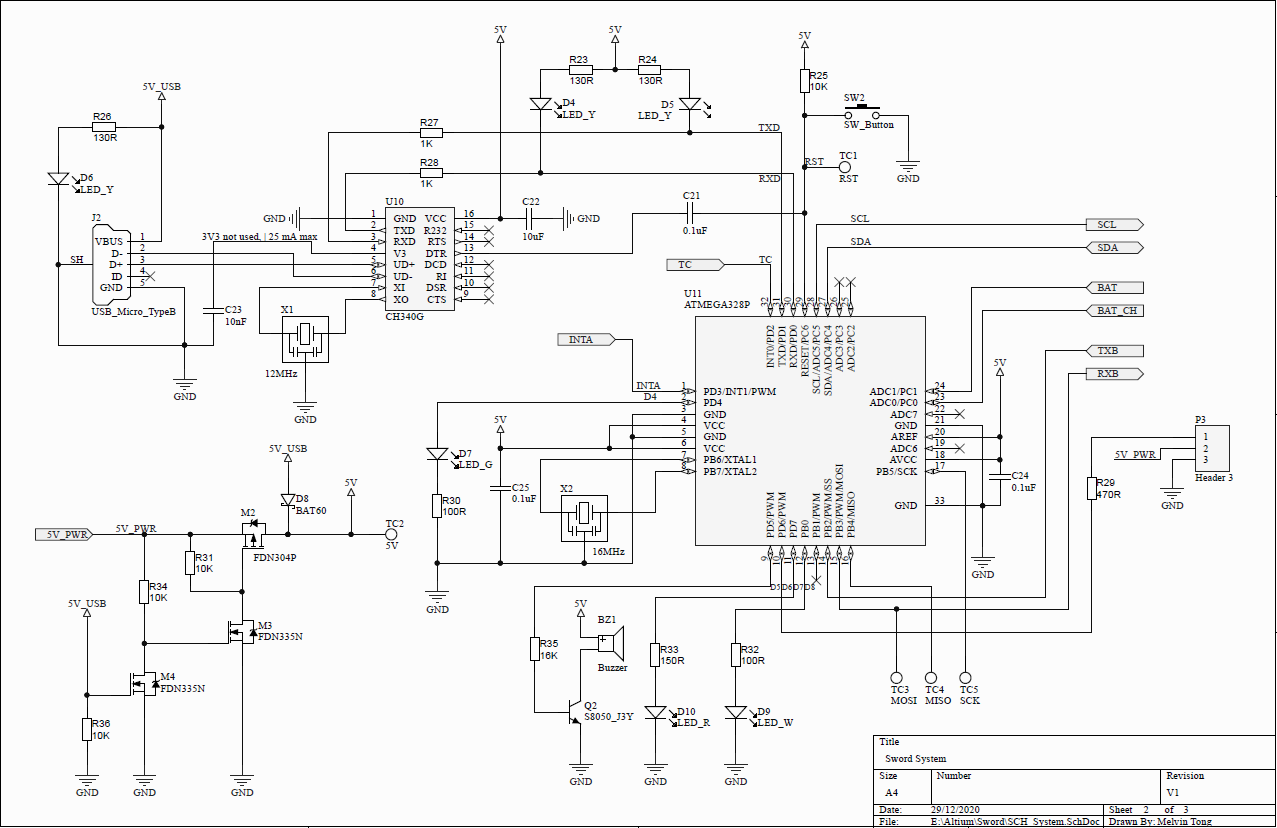 5V
5V
5V
R23
130R
R24
130R
R25
10K
5V_USB
R26
130R
D4
LED_Y
D5
LED_Y
SW2
SW_Button
GND
R27
1K
TXD
R28
1K
RXD
RST
TC1
RST
D6
LED_Y
J2
VBUS 1
D- 2
D+ 3
ID 4
GND 5
USB_Micro_TypeB
SH
GND
3V3 not used, | 25 mA max
U10
1 GND VCC 16
2 TXD R232 15
3 RXD RTS 14
4 V3 DTR 13
5 UD+ DCD 12
6 UD- RI 11
7 XI DSR 10
8 XO CTS 9
CH340G
C22
10uF
GND
C21
0.1uF
C23
10nF
X1
12MHz
GND
GND
SCL
SCL
SDA
SDA
TC
TC
BAT
BAT_CH
TXB
RXB
INTA
INTA
D4
U11
ATMEGA328P
32 31 30 29 28 27 26 25
INT0/PD2
TXD/PD1
RXD/PD0
RESET/PC6
SCL/ADC5/PC5
SDA/ADC4/PC4
ADC3/PC3
ADC2/PC2
1 PD3/INT1/PWM
2 PD4
3 GND
4 VCC
5 GND
6 VCC
7 PB6/XTAL1
8 PB7/XTAL2
ADC1/PC1 24
ADC0/PC0 23
ADC7 22
GND 21
AREF 20
ADC6 19
AVCC 18
PB5/SCK 17
GND 33
PD5/PWM
PD6/PWM
PD7
PB0
PB1/PWM
PB2/PWM/SS
PB3/PWM/MOSI
PB4/MISO
9 10 11 12 13 14 15 16
D5 D6 D7 D8
5V
C24
0.1uF
GND
P3
1
2
3
Header 3
5V_PWR
GND
R29
470R
D7
LED_G
R30
100R
GND
5V
C25
0.1uF
X2
16MHz
5V_USB
D8
BAT60
5V
TC2
5V
5V_PWR
5V_PWR
M2
FDN304P
R31
10K
R34
10K
5V_USB
M3
FDN335N
M4
FDN335N
R36
10K
GND
GND
GND
5V
BZ1
Buzzer
R35
16K
Q2
S8050_J3Y
GND
R33
150R
D10
LED_R
GND
R32
100R
D9
LED_W
GND
TC3
MOSI
TC4
MISO
TC5
SCK
Title
Sword System
Size
A4
Number
Revision
V1
Date: 29/12/2020
Sheet 2 of 3
File: E:\Altium\Sword\SCH_System.SchDoc
Drawn By: Melvin Tong